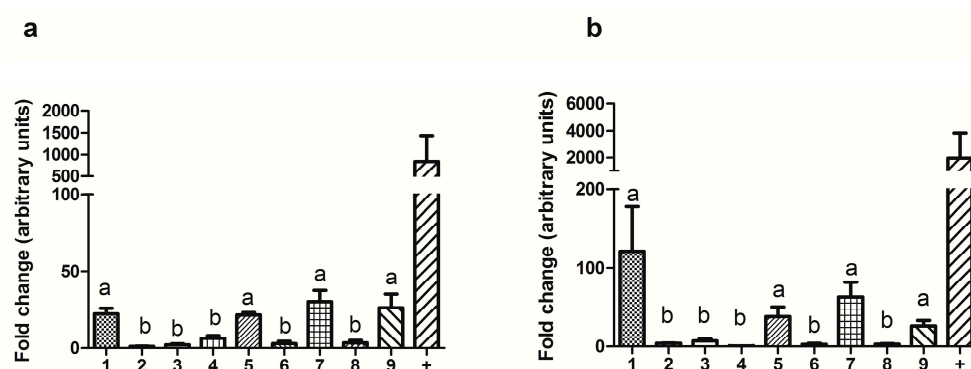 a
b
Fold change (arbitrary units)
2000
1500
1000
500
100
50
0
a b b b a b a b a
1 2 3 4 5 6 7 8 9 +
Fold change (arbitrary units)
6000
4000
2000
200
100
0
a b b b a b a b a
1 2 3 4 5 6 7 8 9 +